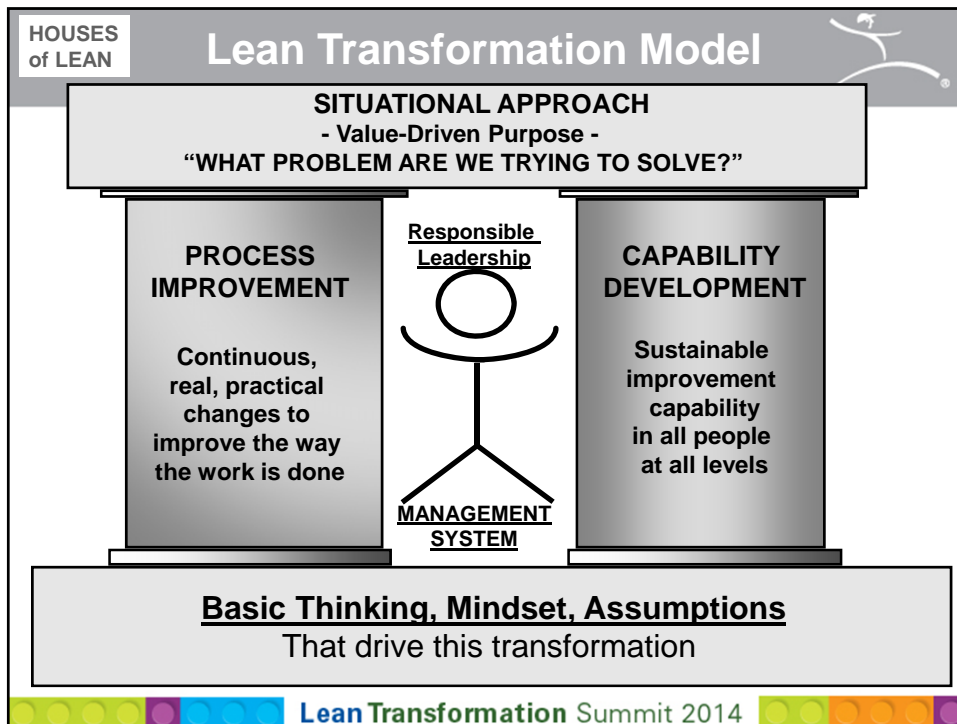 HOUSES
of LEAN
Lean Transformation Model
SITUATIONAL APPROACH
- Value-Driven Purpose -
“WHAT PROBLEM ARE WE TRYING TO SOLVE?”
PROCESS
IMPROVEMENT
Continuous,
real, practical
changes to
improve the way
the work is done
Responsible
Leadership
MANAGEMENT
SYSTEM
CAPABILITY
DEVELOPMENT
Sustainable
improvement
capability
in all people
at all levels
Basic Thinking, Mindset, Assumptions
That drive this transformation
Lean Transformation Summit 2014